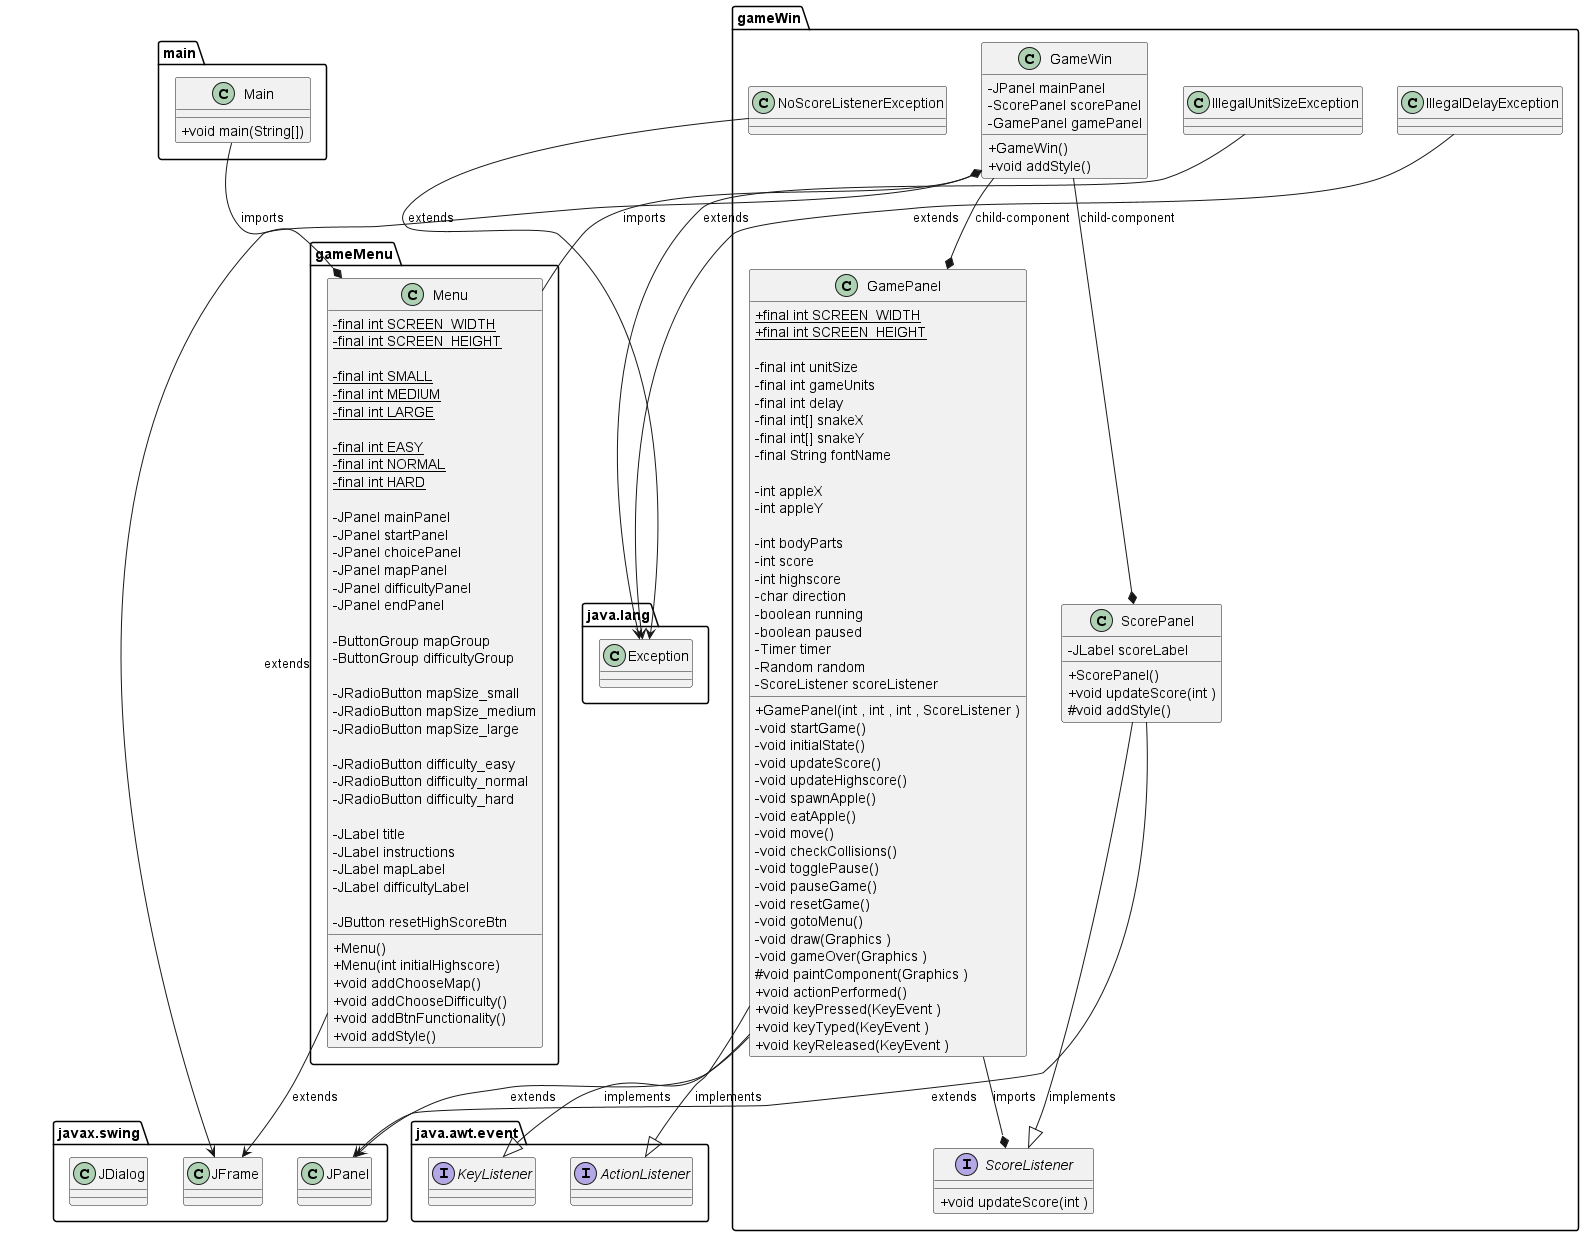 gameWin
main
C Main
+void main(String[])
C NoScoreListenerException
C GameWin
-JPanel mainPanel
-ScorePanel scorePanel
-GamePanel gamePanel
+GameWin()
+void addStyle()
C IllegalUnitSizeException
C IllegalDelayException
imports
extends
imports
extends
extends
child-component
child-component
gameMenu
C Menu
-final int SCREEN_WIDTH
-final int SCREEN_HEIGHT
-final int SMALL
-final int MEDIUM
-final int LARGE
-final int EASY
-final int NORMAL
-final int HARD
-JPanel mainPanel
-JPanel startPanel
-JPanel choicePanel
-JPanel mapPanel
-JPanel difficultyPanel
-JPanel endPanel
-ButtonGroup mapGroup
-ButtonGroup difficultyGroup
-JRadioButton mapSize_small
-JRadioButton mapSize_medium
-JRadioButton mapSize_large
-JRadioButton difficulty_easy
-JRadioButton difficulty_normal
-JRadioButton difficulty_hard
-JLabel title
-JLabel instructions
-JLabel mapLabel
-JLabel difficultyLabel
-JButton resetHighScoreBtn
+Menu()
+Menu(int initialHighscore)
+void addChooseMap()
+void addChooseDifficulty()
+void addBtnFunctionality()
+void addStyle()
extends
java.lang
C Exception
C GamePanel
+final int SCREEN_WIDTH
+final int SCREEN_HEIGHT
-final int unitSize
-final int gameUnits
-final int delay
-final int[] snakeX
-final int[] snakeY
-final String fontName
-int appleX
-int appleY
-int bodyParts
-int score
-int highscore
-char direction
-boolean running
-boolean paused
-Timer timer
-Random random
-ScoreListener scoreListener
+GamePanel(int , int , int , ScoreListener )
-void startGame()
-void initialState()
-void updateScore()
-void updateHighscore()
-void spawnApple()
-void eatApple()
-void move()
-void checkCollisions()
-void togglePause()
-void pauseGame()
-void resetGame()
-void gotoMenu()
-void draw(Graphics )
-void gameOver(Graphics )
#void paintComponent(Graphics )
+void actionPerformed()
+void keyPressed(KeyEvent )
+void keyTyped(KeyEvent )
+void keyReleased(KeyEvent )
C ScorePanel
-JLabel scoreLabel
+ScorePanel()
+void updateScore(int )
#void addStyle()
extends
extends
implements
implements
extends
imports
implements
javax.swing
C JDialog
C JFrame
C JPanel
java.awt.event
I KeyListener
I ActionListener
I ScoreListener
+void updateScore(int )